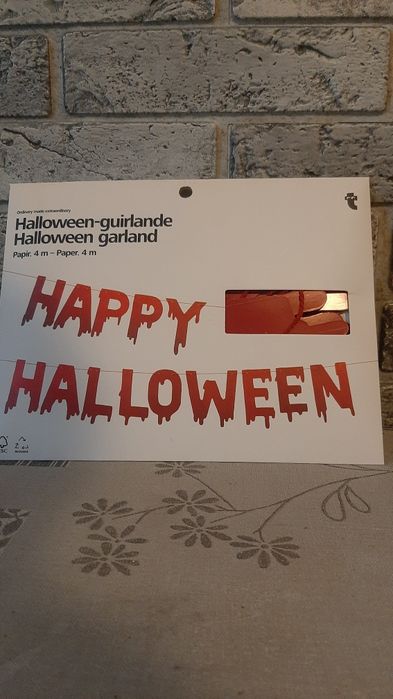 Ordinary made extraordinary
Halloween-guirlande
Halloween garland
Papir. 4 m – Paper. 4 m
HAPPY
HALLOWEEN